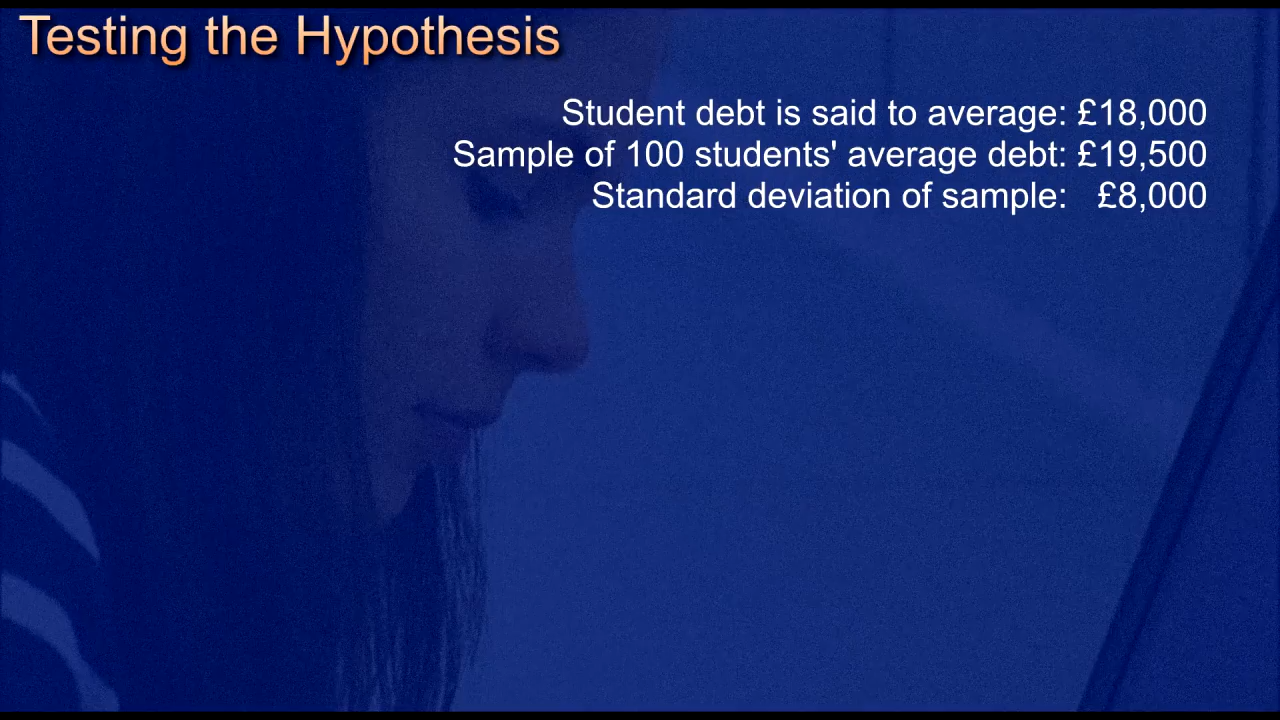 Testing the Hypothesis
Student debt is said to average: £18,000
Sample of 100 students' average debt: £19,500
Standard deviation of sample: £8,000